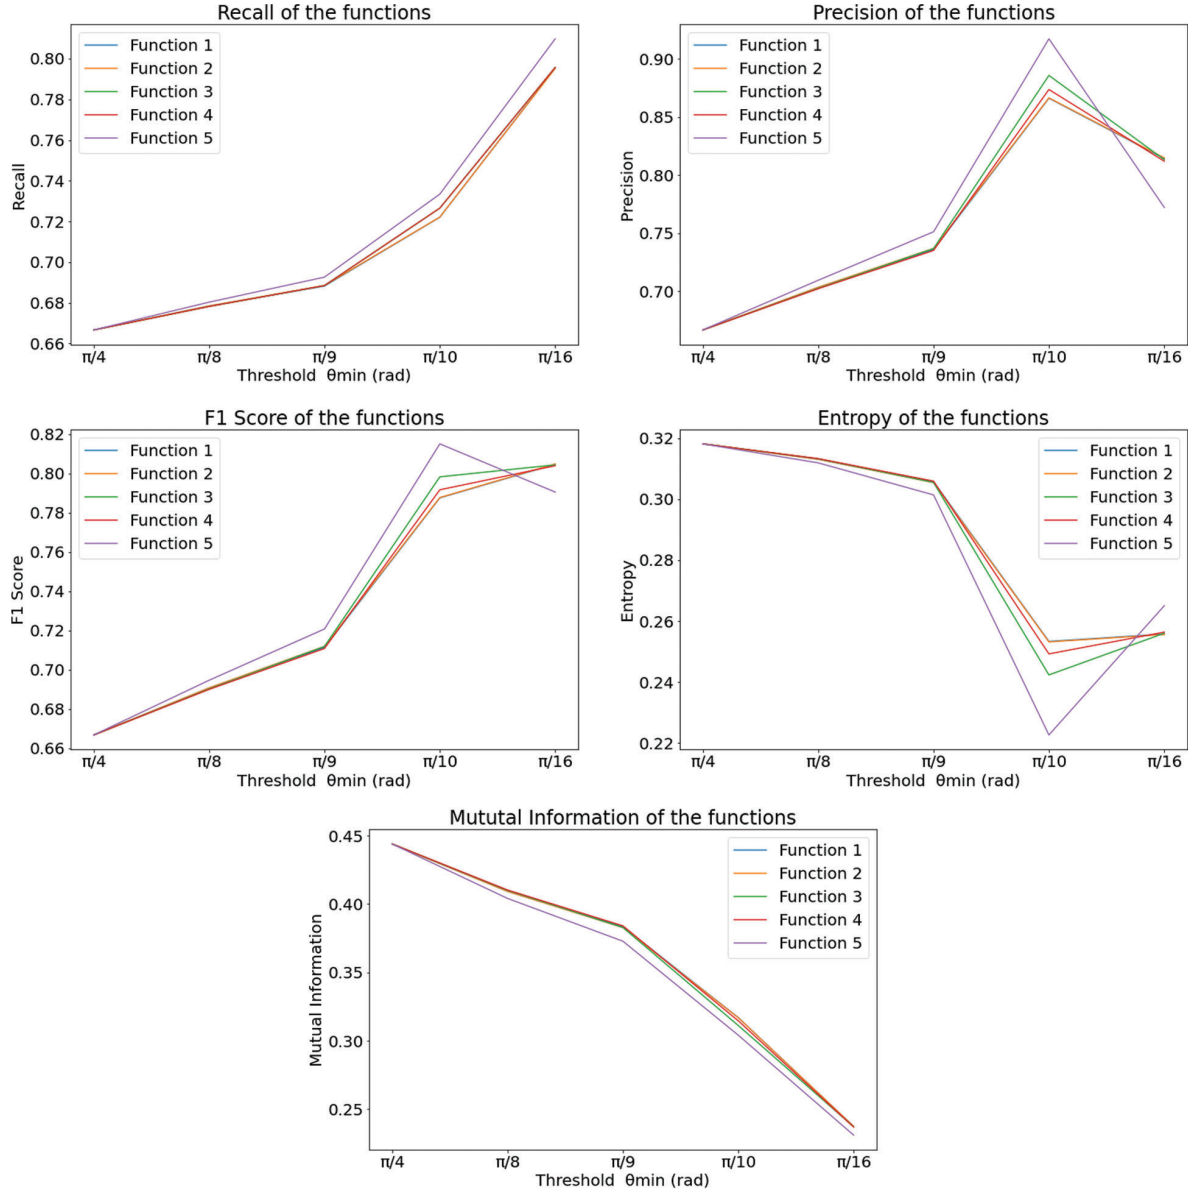 Recall of the functions
0.80
0.78
0.76
0.74
0.72
0.70
0.68
0.66
Recall
Function 1
Function 2
Function 3
Function 4
Function 5
π/4 π/8 π/9 π/10 π/16
Threshold θmin (rad)
Precision of the functions
0.90
0.85
0.80
0.75
0.70
Precision
Function 1
Function 2
Function 3
Function 4
Function 5
π/4 π/8 π/9 π/10 π/16
Threshold θmin (rad)
F1 Score of the functions
0.82
0.80
0.78
0.76
0.74
0.72
0.70
0.68
0.66
F1 Score
Function 1
Function 2
Function 3
Function 4
Function 5
π/4 π/8 π/9 π/10 π/16
Threshold θmin (rad)
Entropy of the functions
0.32
0.30
0.28
0.26
0.24
0.22
Entropy
Function 1
Function 2
Function 3
Function 4
Function 5
π/4 π/8 π/9 π/10 π/16
Threshold θmin (rad)
Mututal Information of the functions
0.45
0.40
0.35
0.30
0.25
Mutual Information
Function 1
Function 2
Function 3
Function 4
Function 5
π/4 π/8 π/9 π/10 π/16
Threshold θmin (rad)